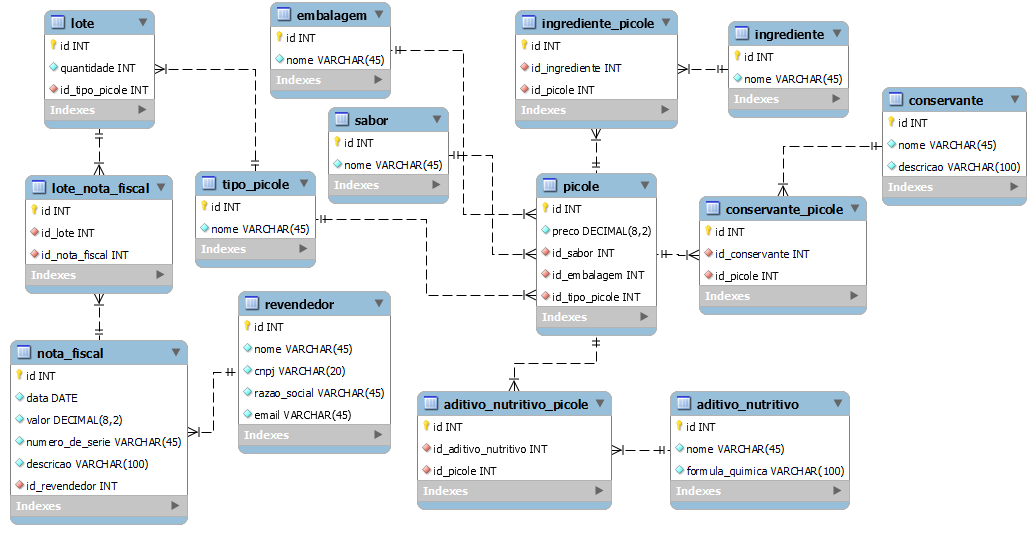 lote
id INT
quantidade INT
id_tipo_picole INT
Indexes
embalagem
id INT
nome VARCHAR(45)
Indexes
ingrediente_picole
id INT
id_ingrediente INT
id_picole INT
Indexes
ingrediente
id INT
nome VARCHAR(45)
Indexes
conservante
id INT
nome VARCHAR(45)
descricao VARCHAR(100)
Indexes
sabor
id INT
nome VARCHAR(45)
Indexes
lote_nota_fiscal
id INT
id_lote INT
id_nota_fiscal INT
Indexes
tipo_picole
id INT
nome VARCHAR(45)
Indexes
picole
id INT
preco DECIMAL(8,2)
id_sabor INT
id_embalagem INT
id_tipo_picole INT
Indexes
conservante_picole
id INT
id_conservante INT
id_picole INT
Indexes
revendedor
id INT
nome VARCHAR(45)
cnpj VARCHAR(20)
razao_social VARCHAR(45)
email VARCHAR(45)
Indexes
nota_fiscal
id INT
data DATE
valor DECIMAL(8,2)
numero_de_serie VARCHAR(45)
descricao VARCHAR(100)
id_revendedor INT
Indexes
aditivo_nutritivo_picole
id INT
id_aditivo_nutritivo INT
id_picole INT
Indexes
aditivo_nutritivo
id INT
nome VARCHAR(45)
formula_quimica VARCHAR(100)
Indexes